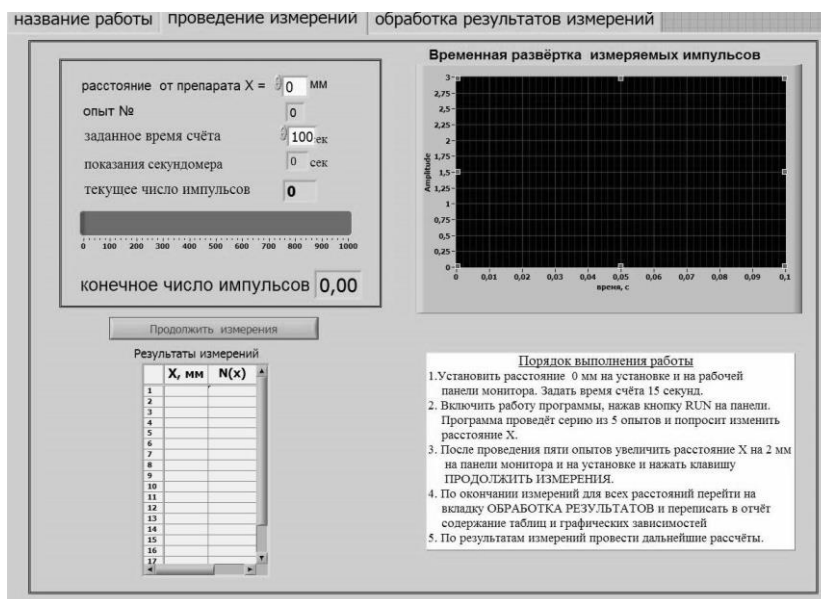 название работы проведение измерений обработка результатов измерений
расстояние от препарата X = 0 мм
опыт № 0
заданное время счёта 100 ек
показания секундомера 0 сек
текущее число импульсов 0
0 100 200 300 400 500 600 700 800 900 1000
конечное число импульсов 0,00
Продолжить измерения
Результаты измерений
X, мм N(x)
1
2
3
4
5
6
7
8
9
10
11
12
13
14
15
16
17
Временная развёртка измеряемых импульсов
Amplitude
3
2,75
2,5
2,25
2
1,75
1,5
1,25
1
0,75
0,5
0,25
0
0 0,01 0,02 0,03 0,04 0,05 0,06 0,07 0,08 0,09 0,1
время, с
Порядок выполнения работы
1.Установить расстояние 0 мм на установке и на рабочей
панели монитора. Задать время счёта 15 секунд.
2. Включить работу программы, нажав кнопку RUN на панели.
Программа проведёт серию из 5 опытов и попросит изменить
расстояние X.
3. После проведения пяти опытов увеличить расстояние X на 2 мм
на панели монитора и на установке и нажать клавишу
ПРОДОЛЖИТЬ ИЗМЕРЕНИЯ.
4. По окончании измерений для всех расстояний перейти на
вкладку ОБРАБОТКА РЕЗУЛЬТАТОВ и переписать в отчёт
содержание таблиц и графических зависимостей
5. По результатам измерений провести дальнейшие рассчёты.